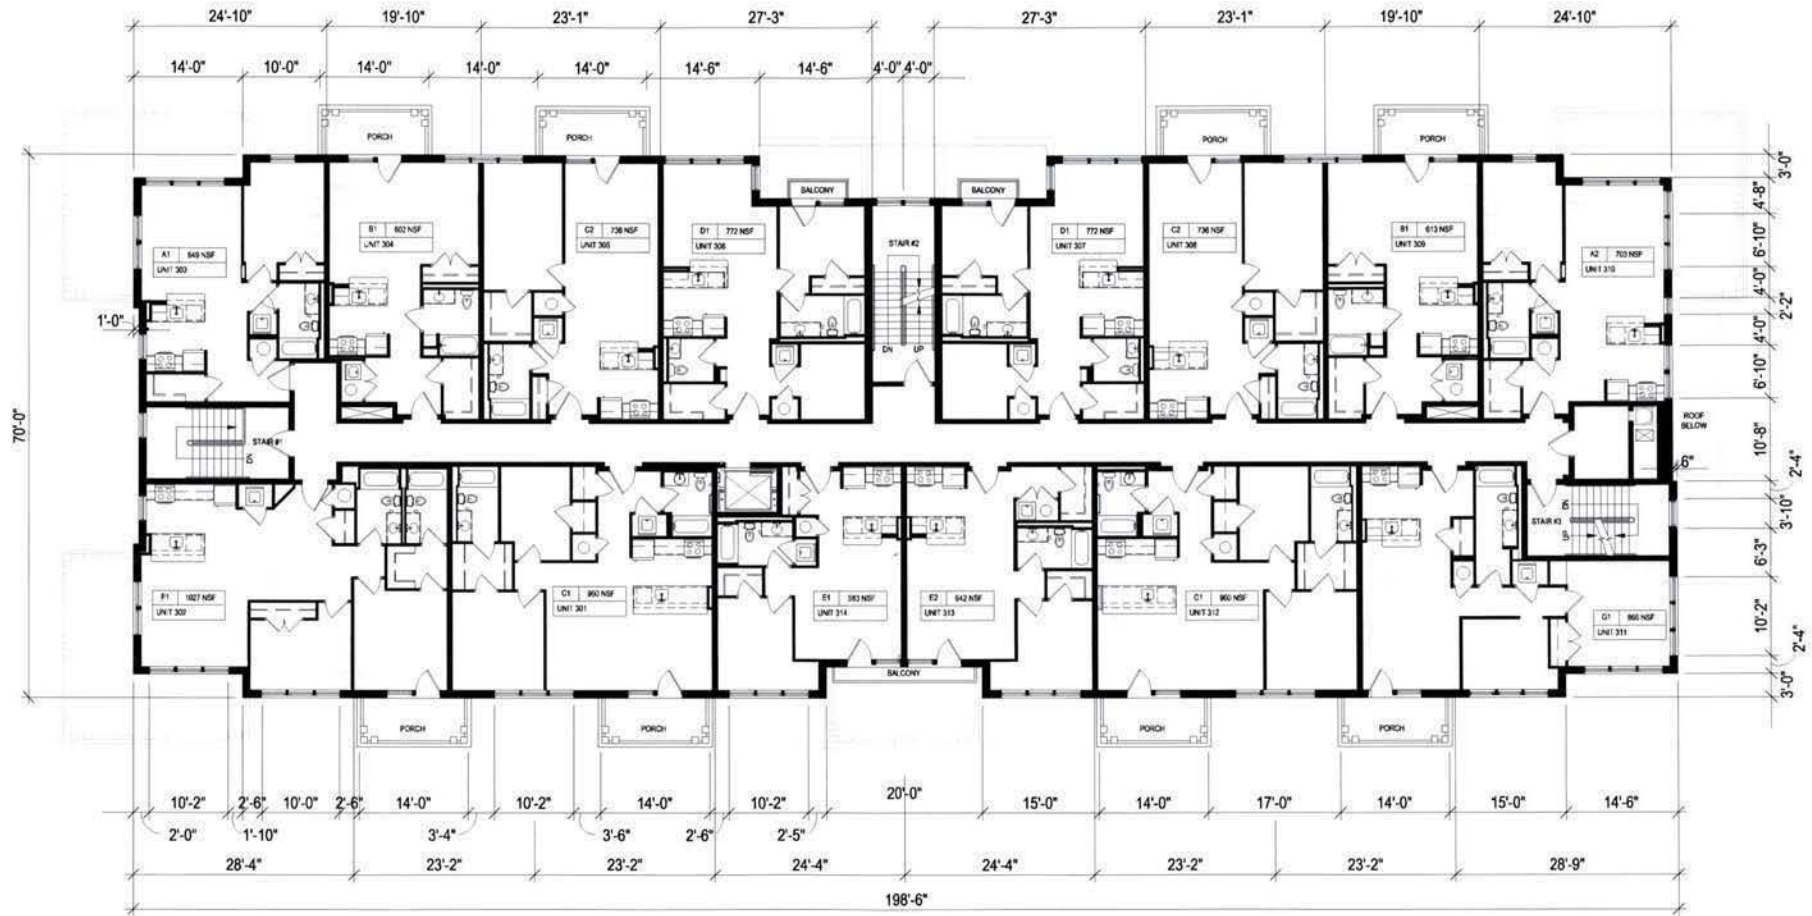 24'-10" 19'-10" 23'-1" 27'-3" 27'-3" 23'-1" 19'-10" 24'-10"
14'-0" 10'-0" 14'-0" 14'-0" 14'-0" 14'-6" 14'-6" 4'-0" 4'-0"
PORCH PORCH PORCH PORCH
3'-0"
BALCONY BALCONY
4'-8"
B1 602 NSF
UNIT 304
C2 736 NSF
UNIT 305
D1 772 NSF
UNIT 306
STAIR #2
D1 772 NSF
UNIT 307
C2 736 NSF
UNIT 308
B1 613 NSF
UNIT 309
A1 649 NSF
UNIT 303
A2 703 NSF
UNIT 310
6'-10"
4'-0"
2'-2"
1'-0"
4'-0"
DN UP
6'-10"
70'-0"
ROOF
BELOW
STAIR #1
DN
10'-8"
6"
2'-4"
3'-10"
STAIR #3
DN
UP
6'-3"
F1 1027 NSF
UNIT 302
C1 960 NSF
UNIT 301
E1 583 NSF
UNIT 314
E2 642 NSF
UNIT 313
C1 960 NSF
UNIT 312
G1 866 NSF
UNIT 311
10'-2"
2'-4"
BALCONY
3'-0"
PORCH PORCH PORCH PORCH
10'-2" 2'-6" 10'-0" 2'-6" 14'-0" 10'-2" 14'-0" 10'-2" 20'-0" 15'-0" 14'-0" 17'-0" 14'-0" 15'-0" 14'-6"
2'-0" 1'-10" 3'-4" 3'-6" 2'-6" 2'-5"
28'-4" 23'-2" 23'-2" 24'-4" 24'-4" 23'-2" 23'-2" 28'-9"
198'-6"